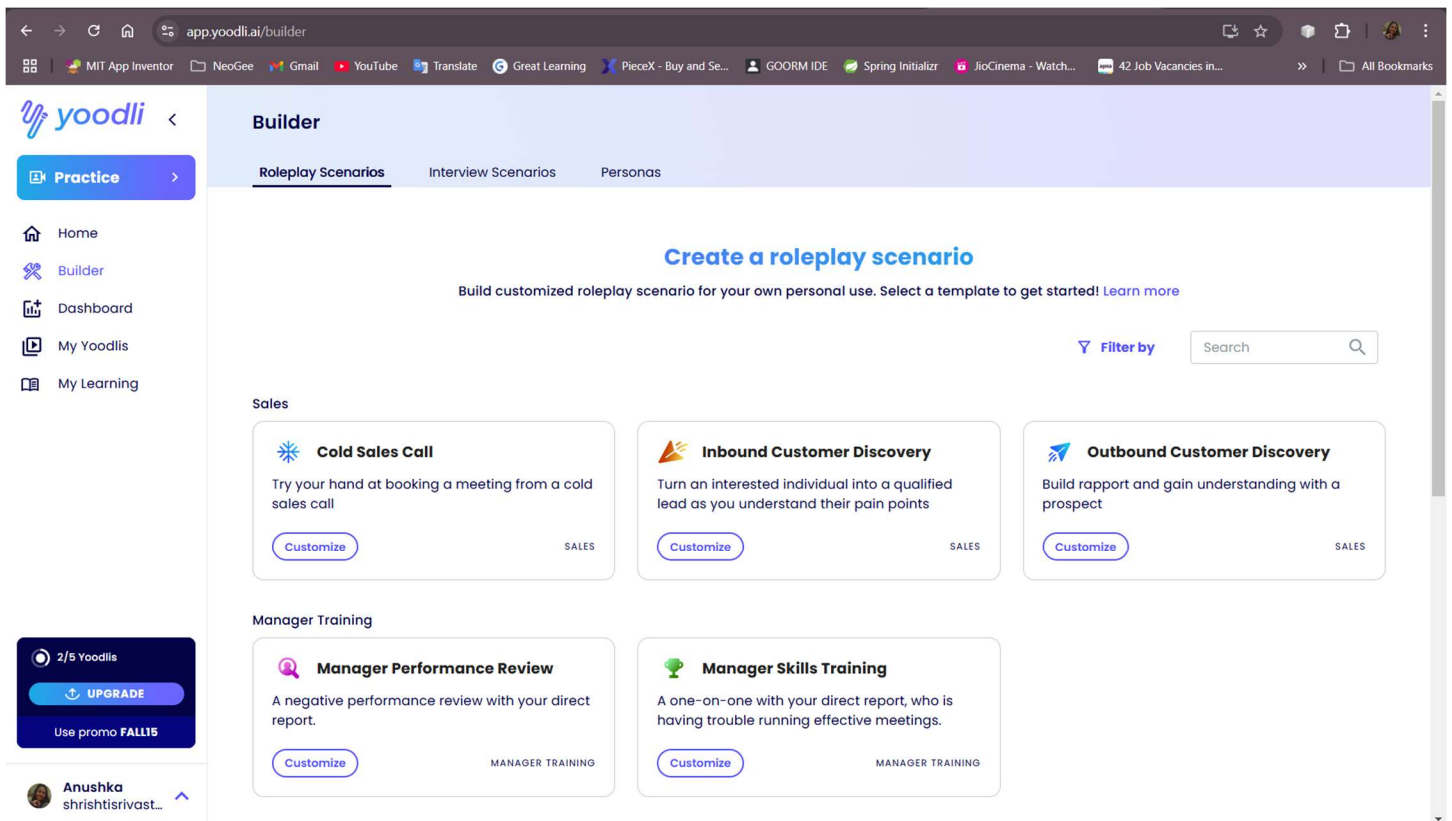 app.yoodli.ai/builder
MIT App Inventor NeoGee Gmail YouTube Translate Great Learning PieceX - Buy and Se... GOORM IDE Spring Initializr JioCinema - Watch... 42 Job Vacancies in... » All Bookmarks
yoodli
Practice
Home
Builder
Dashboard
My Yoodlis
My Learning
2/5 Yoodlis
UPGRADE
Use promo FALL15
Anushka
shrishtisrivast...
Builder
Roleplay Scenarios Interview Scenarios Personas
Create a roleplay scenario
Build customized roleplay scenario for your own personal use. Select a template to get started! Learn more
Filter by Search
Sales
Cold Sales Call
Try your hand at booking a meeting from a cold
sales call
Customize SALES
Inbound Customer Discovery
Turn an interested individual into a qualified
lead as you understand their pain points
Customize SALES
Outbound Customer Discovery
Build rapport and gain understanding with a
prospect
Customize SALES
Manager Training
Manager Performance Review
A negative performance review with your direct
report.
Customize MANAGER TRAINING
Manager Skills Training
A one-on-one with your direct report, who is
having trouble running effective meetings.
Customize MANAGER TRAINING